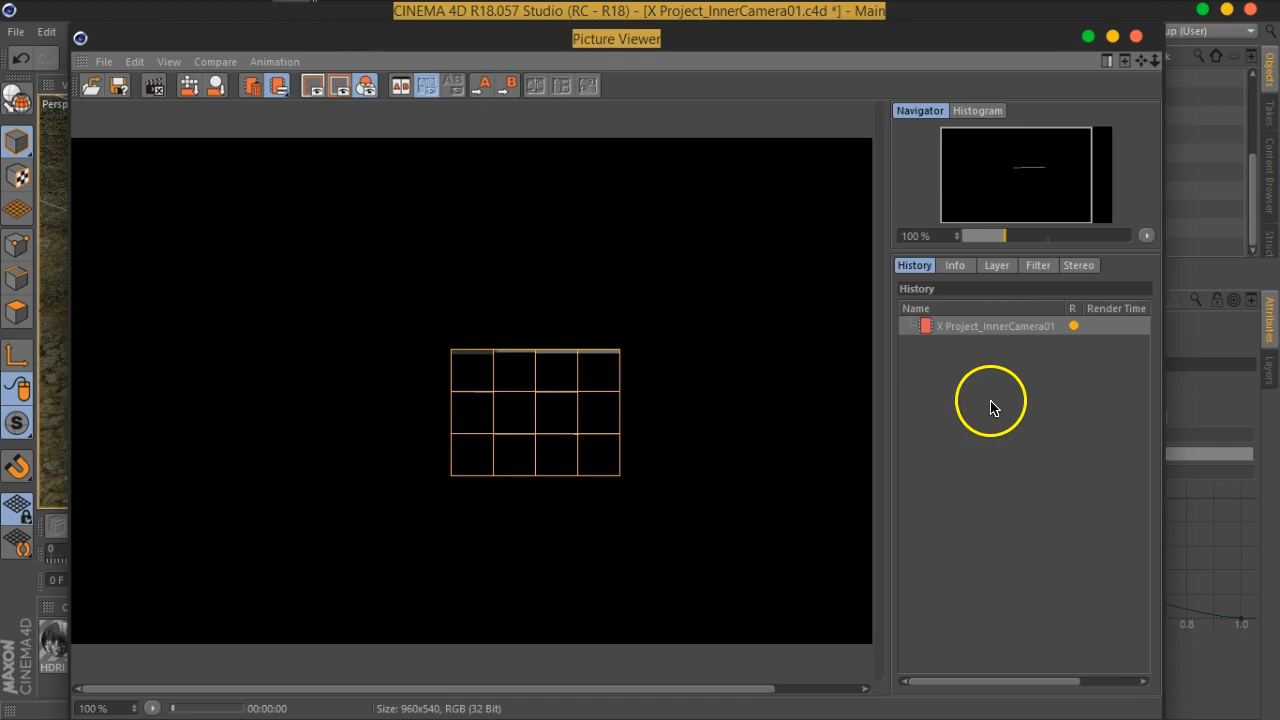 CINEMA 4D R18.057 Studio (RC - R18) - [X Project_InnerCamera01.c4d *] - Main
File Edit
up (User)
Picture Viewer
File Edit View Compare Animation
A B
Persp
Navigator Histogram
100 %
History Info Layer Filter Stereo
History
Name R Render Time
X Project_InnerCamera01
Objects
Takes
Content Browser
Struct
Attributes
Layers
0.8 1.0
0
0 F
HDRI
MAXON
CINEMA 4D
100 % 00:00:00 Size: 960x540, RGB (32 Bit)